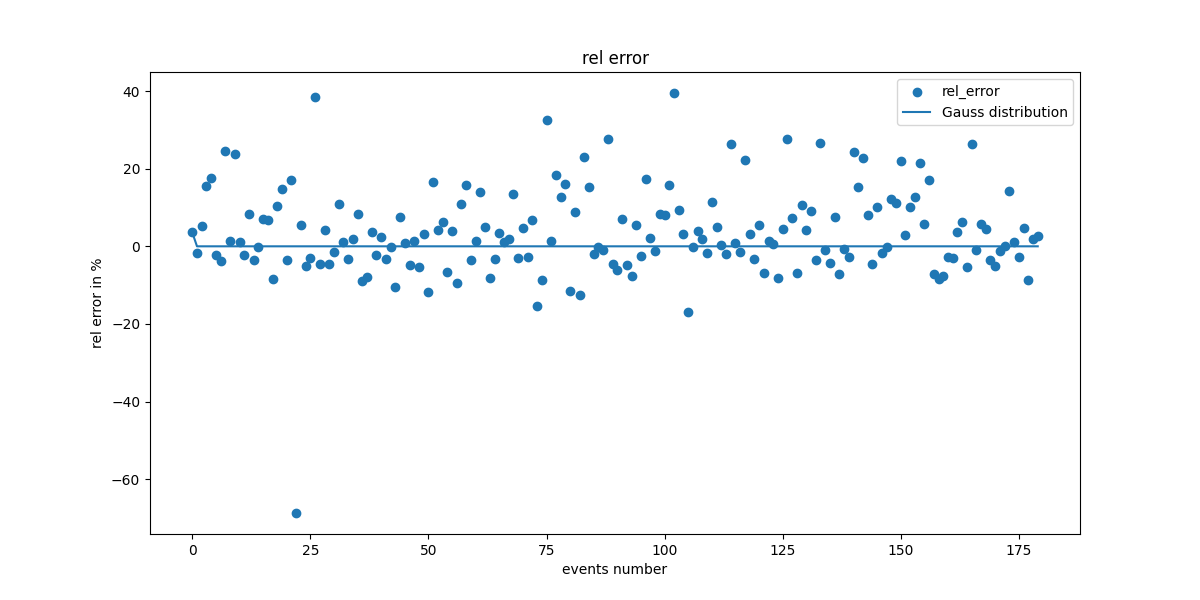 rel error
rel_error
Gauss distribution
40
20
0
−20
−40
−60
rel error in %
0 25 50 75 100 125 150 175
events number